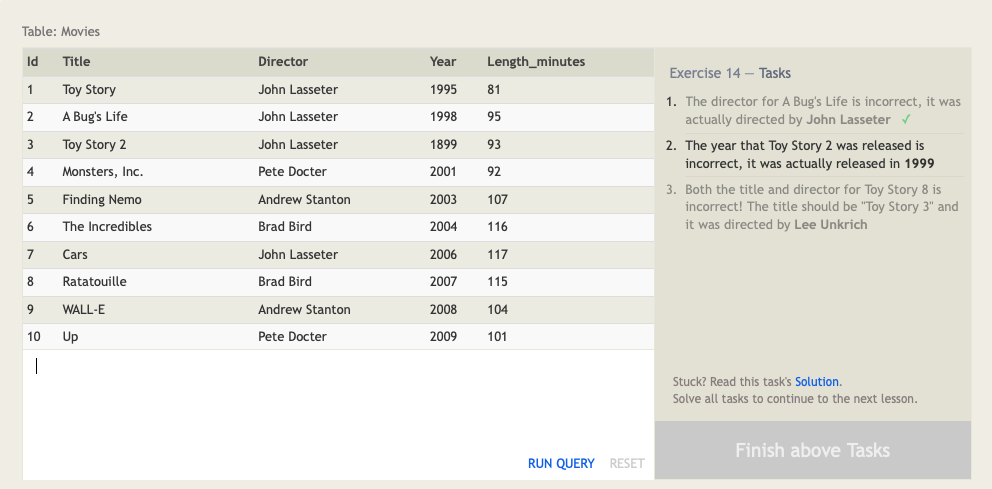 Table: Movies
Id Title Director Year Length_minutes
1 Toy Story John Lasseter 1995 81
2 A Bug's Life John Lasseter 1998 95
3 Toy Story 2 John Lasseter 1899 93
4 Monsters, Inc. Pete Docter 2001 92
5 Finding Nemo Andrew Stanton 2003 107
6 The Incredibles Brad Bird 2004 116
7 Cars John Lasseter 2006 117
8 Ratatouille Brad Bird 2007 115
9 WALL-E Andrew Stanton 2008 104
10 Up Pete Docter 2009 101
RUN QUERY RESET
Exercise 14 — Tasks
1. The director for A Bug's Life is incorrect, it was
actually directed by John Lasseter ✓
2. The year that Toy Story 2 was released is
incorrect, it was actually released in 1999
3. Both the title and director for Toy Story 8 is
incorrect! The title should be "Toy Story 3" and
it was directed by Lee Unkrich
Stuck? Read this task's Solution.
Solve all tasks to continue to the next lesson.
Finish above Tasks